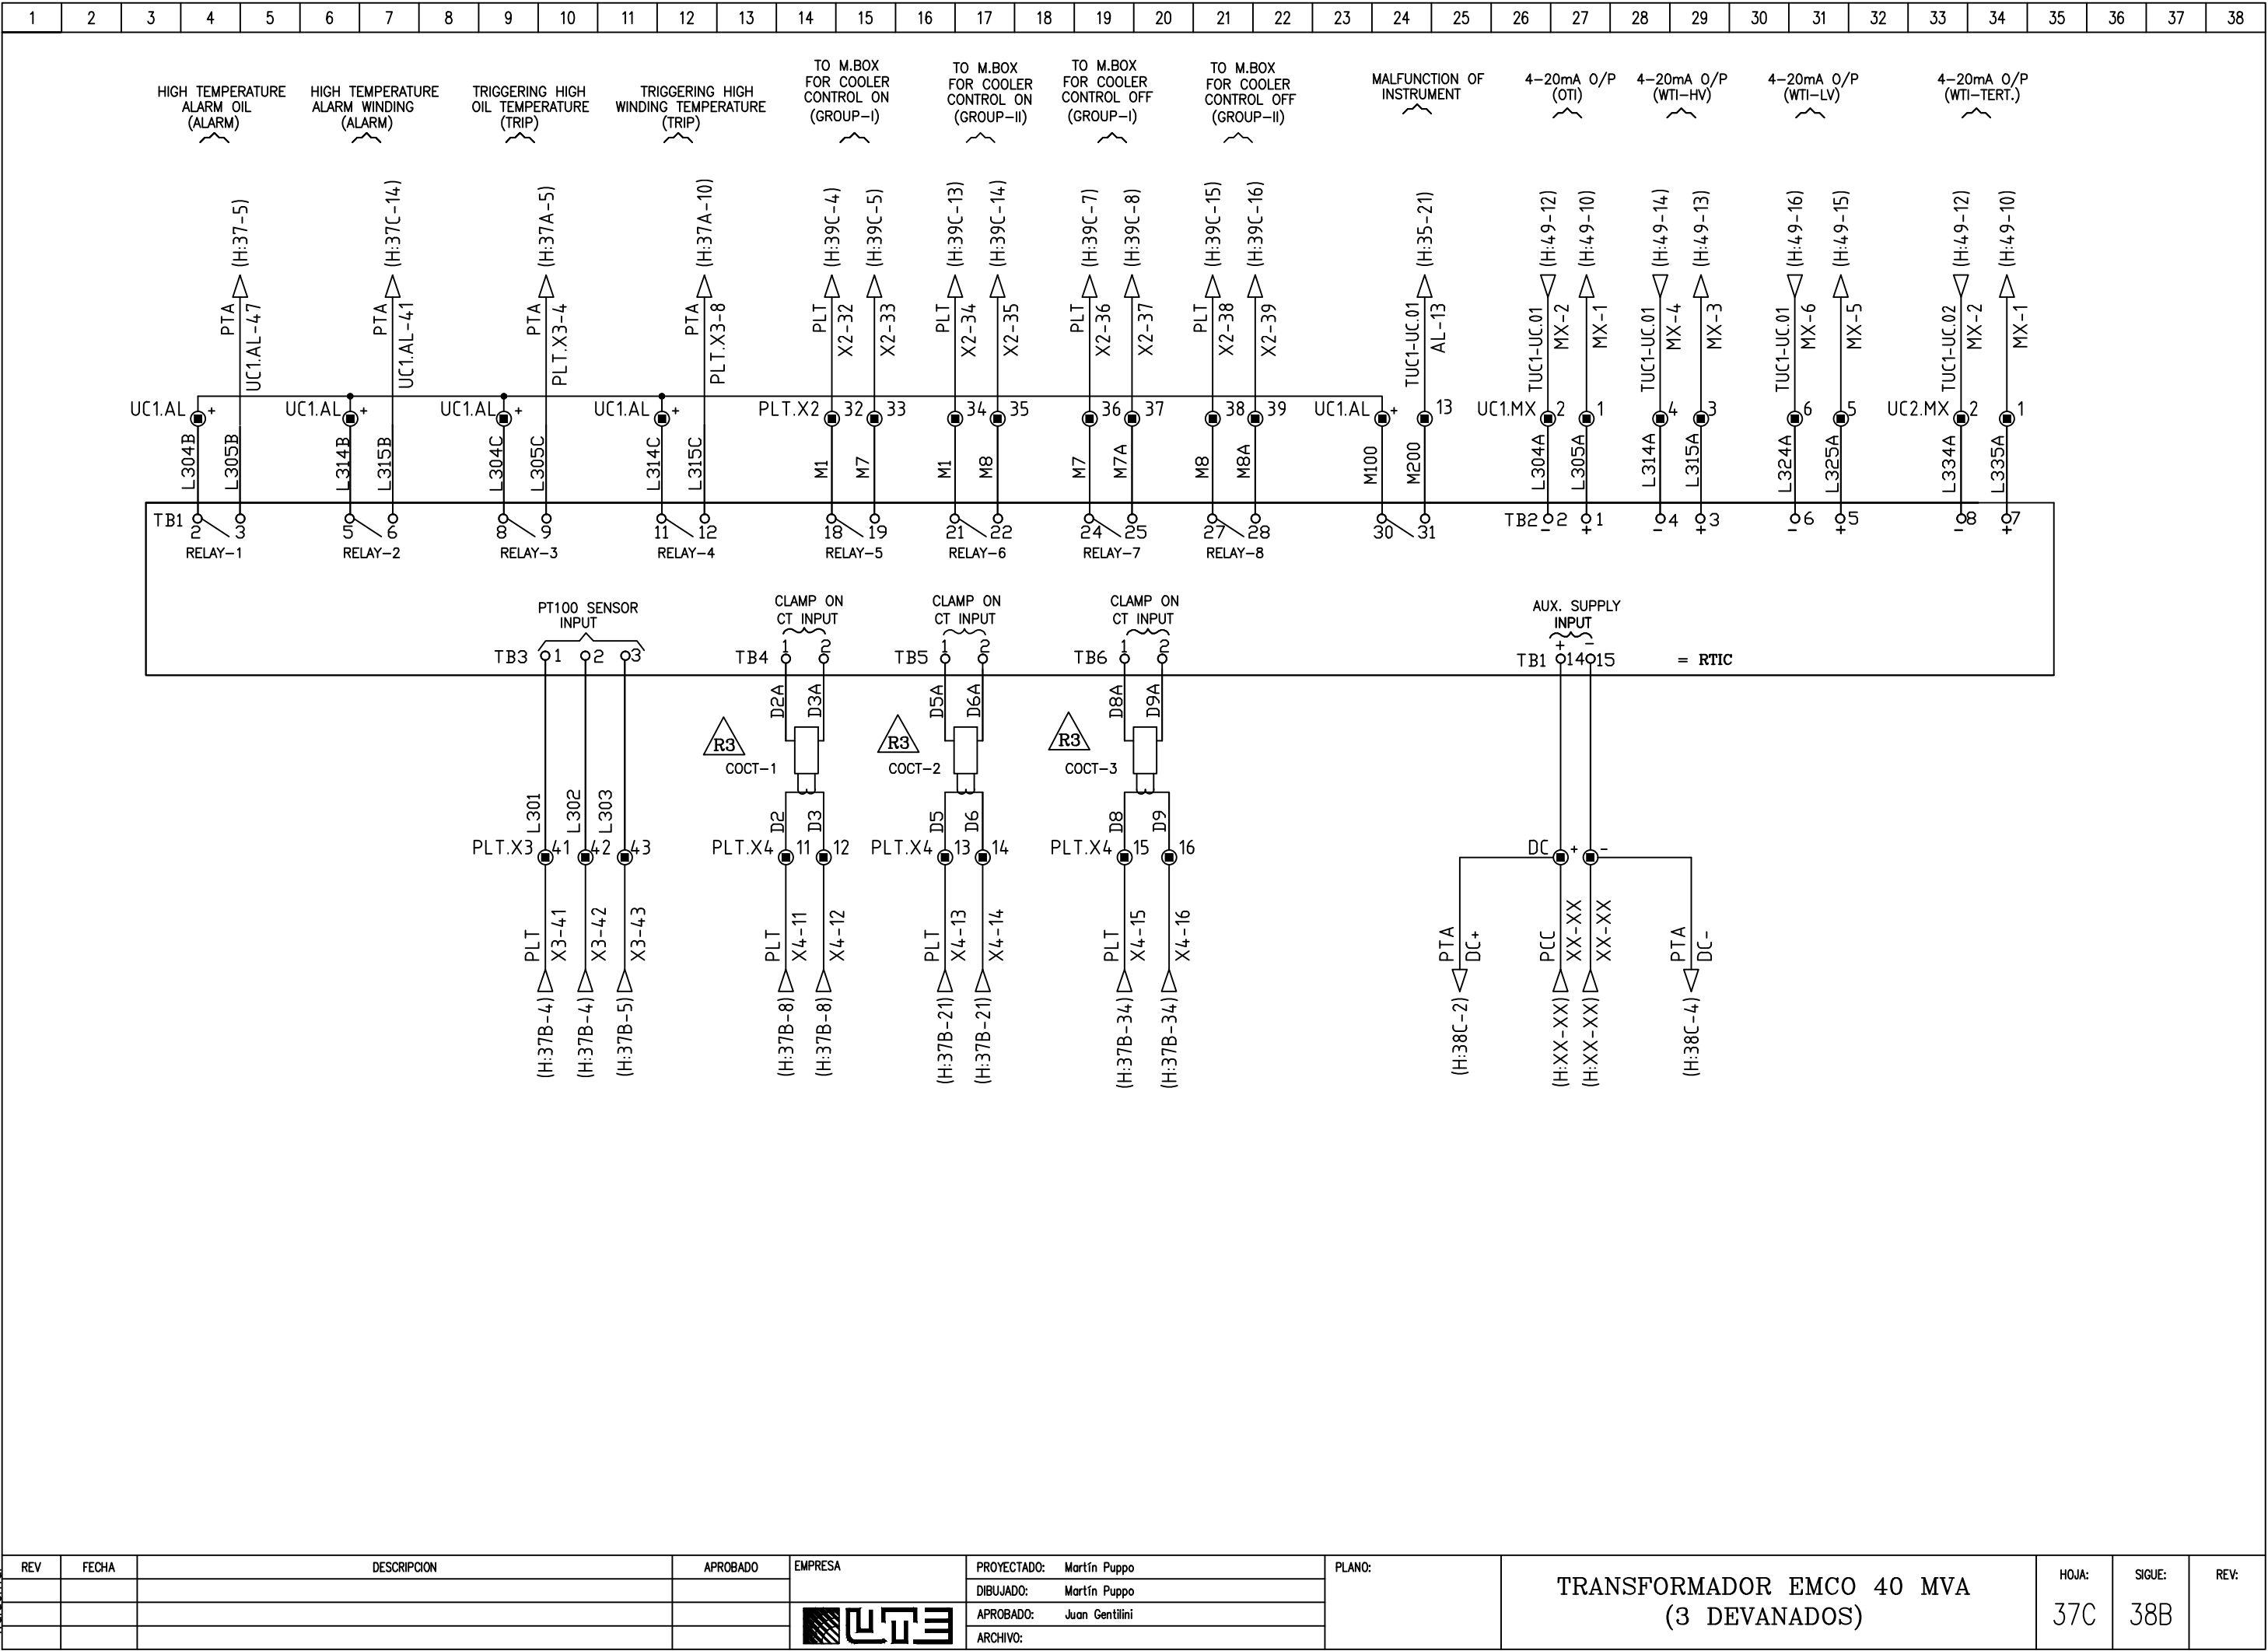 1 2 3 4 5 6 7 8 9 10 11 12 13 14 15 16 17 18 19 20 21 22 23 24 25 26 27 28 29 30 31 32 33 34 35 36 37 38
HIGH TEMPERATURE
ALARM OIL
(ALARM)
HIGH TEMPERATURE
ALARM WINDING
(ALARM)
TRIGGERING HIGH
OIL TEMPERATURE
(TRIP)
TRIGGERING HIGH
WINDING TEMPERATURE
(TRIP)
TO M.BOX
FOR COOLER
CONTROL ON
(GROUP-I)
TO M.BOX
FOR COOLER
CONTROL ON
(GROUP-II)
TO M.BOX
FOR COOLER
CONTROL OFF
(GROUP-I)
TO M.BOX
FOR COOLER
CONTROL OFF
(GROUP-II)
MALFUNCTION OF
INSTRUMENT
4-20mA O/P
(OTI)
4-20mA O/P
(WTI-HV)
4-20mA O/P
(WTI-LV)
4-20mA O/P
(WTI-TERT.)
(H:37-5)
(H:37C-14)
(H:37A-5)
(H:37A-10)
(H:39C-4)
(H:39C-5)
(H:39C-13)
(H:39C-14)
(H:39C-7)
(H:39C-8)
(H:39C-15)
(H:39C-16)
(H:35-21)
(H:49-12)
(H:49-10)
(H:49-14)
(H:49-13)
(H:49-16)
(H:49-15)
(H:49-12)
(H:49-10)
PTA
UC1.AL-47
PTA
UC1.AL-41
PTA
PLT.X3-4
PTA
PLT.X3-8
PLT
X2-32
X2-33
PLT
X2-34
X2-35
PLT
X2-36
X2-37
PLT
X2-38
X2-39
TUC1-UC.01
AL-13
TUC1-UC.01
MX-2
MX-1
TUC1-UC.01
MX-4
MX-3
TUC1-UC.01
MX-6
MX-5
TUC1-UC.02
MX-2
MX-1
UC1.AL +
UC1.AL +
UC1.AL +
UC1.AL +
PLT.X2 32 33
34 35
36 37
38 39
UC1.AL + 13
UC1.MX 2 1
4 3
6 5
UC2.MX 2 1
L304B
L305B
L314B
L315B
L304C
L305C
L314C
L315C
M1
M7
M1
M8
M7
M7A
M8
M8A
M100
M200
L304A
L305A
L314A
L315A
L324A
L325A
L334A
L335A
TB1
2 3
5 6
8 9
11 12
18 19
21 22
24 25
27 28
30 31
TB2 2 1
4 3
6 5
8 7
- +
- +
- +
- +
RELAY-1
RELAY-2
RELAY-3
RELAY-4
RELAY-5
RELAY-6
RELAY-7
RELAY-8
PT100 SENSOR
INPUT
TB3 1 2 3
CLAMP ON
CT INPUT
1 2
TB4
CLAMP ON
CT INPUT
1 2
TB5
CLAMP ON
CT INPUT
1 2
TB6
AUX. SUPPLY
INPUT
+ -
TB1 14 15
= RTIC
D2A
D3A
D5A
D6A
D8A
D9A
R3
R3
R3
COCT-1
COCT-2
COCT-3
L301
L302
L303
D2
D3
D5
D6
D8
D9
PLT.X3 41 42 43
PLT.X4 11 12
PLT.X4 13 14
PLT.X4 15 16
DC + -
PLT
X3-41
X3-42
X3-43
PLT
X4-11
X4-12
PLT
X4-13
X4-14
PLT
X4-15
X4-16
PTA
DC+
PCC
XX-XX
XX-XX
PTA
DC-
(H:37B-4)
(H:37B-4)
(H:37B-5)
(H:37B-8)
(H:37B-8)
(H:37B-21)
(H:37B-21)
(H:37B-34)
(H:37B-34)
(H:38C-2)
(H:XX-XX)
(H:XX-XX)
(H:38C-4)
REV FECHA DESCRIPCION APROBADO
EMPRESA
UTE
PROYECTADO: Martín Puppo
DIBUJADO: Martín Puppo
APROBADO: Juan Gentilini
ARCHIVO:
PLANO:
TRANSFORMADOR EMCO 40 MVA
(3 DEVANADOS)
HOJA:
37C
SIGUE:
38B
REV: